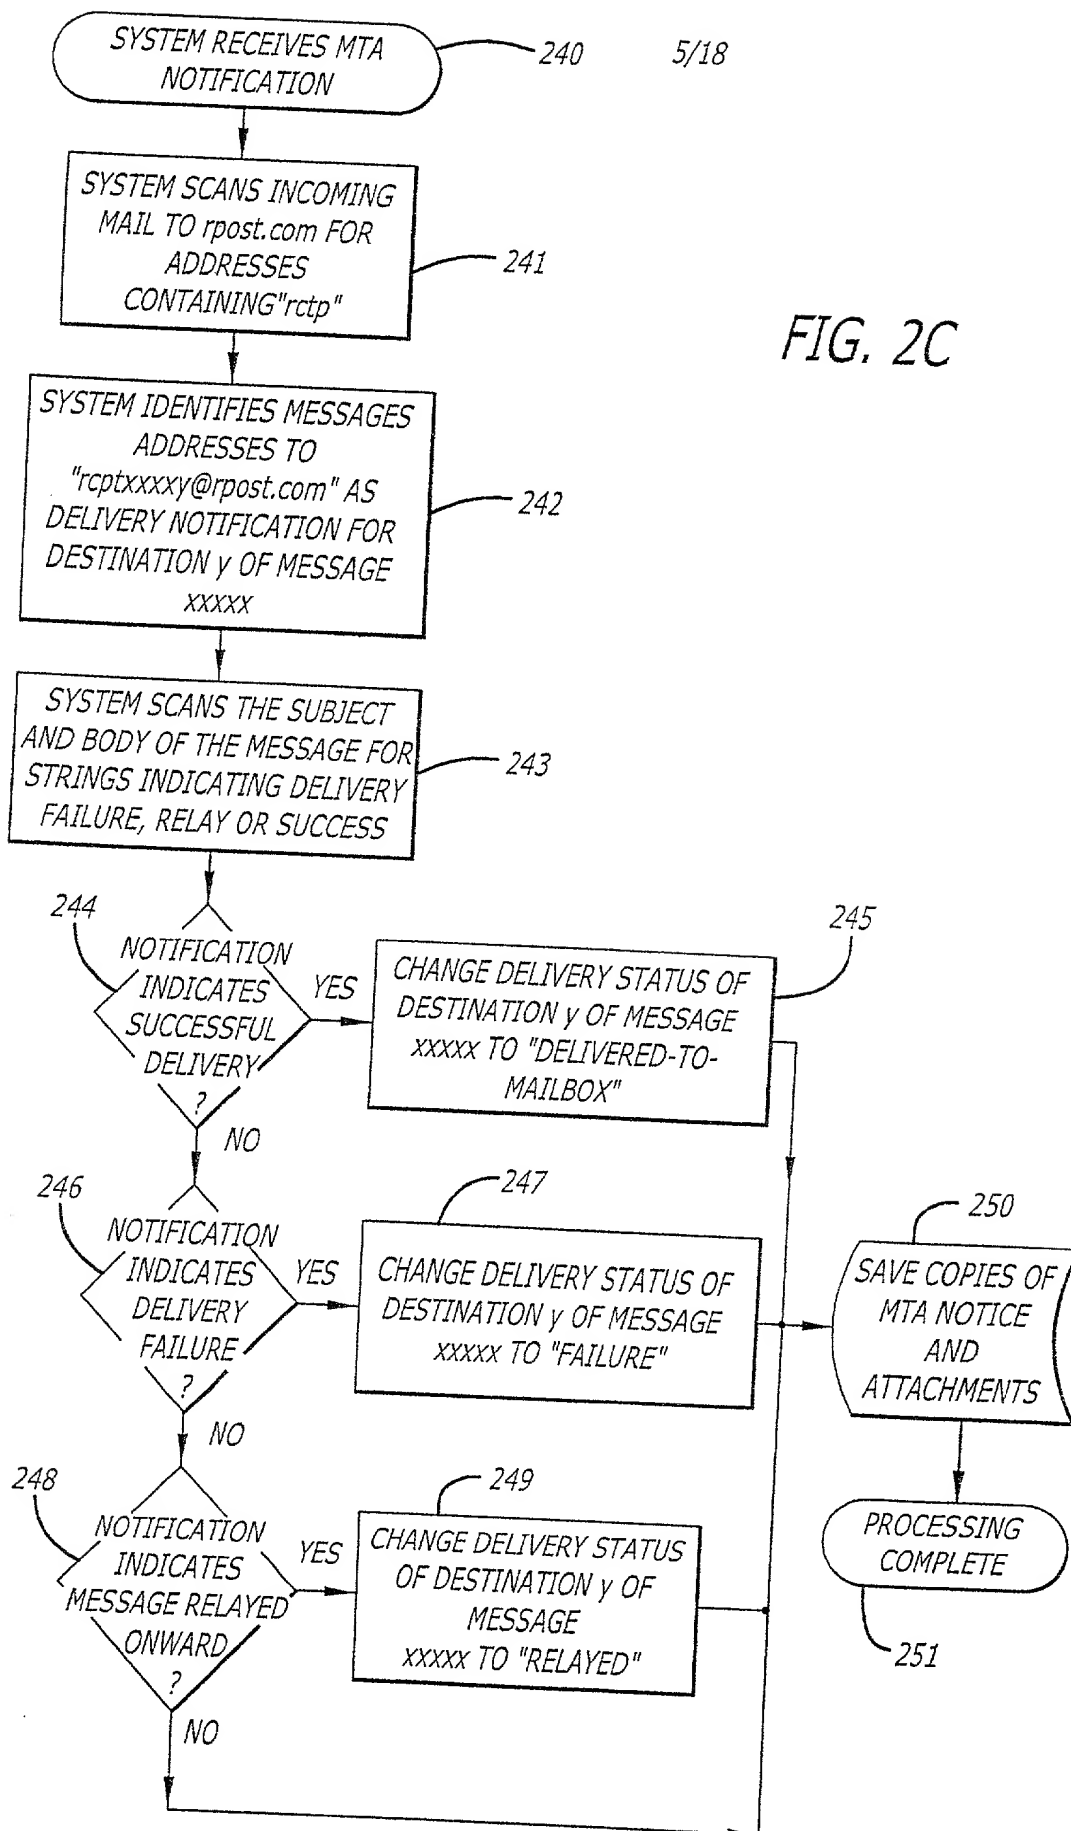 SYSTEM RECEIVES MTA
NOTIFICATION
240
5/18
SYSTEM SCANS INCOMING
MAIL TO rpost.com FOR
ADDRESSES
CONTAINING"rctp"
241
FIG. 2C
SYSTEM IDENTIFIES MESSAGES
ADDRESSES TO
"rcptxxxxy@rpost.com" AS
DELIVERY NOTIFICATION FOR
DESTINATION y OF MESSAGE
xxxxx
242
SYSTEM SCANS THE SUBJECT
AND BODY OF THE MESSAGE FOR
STRINGS INDICATING DELIVERY
FAILURE, RELAY OR SUCCESS
243
244
NOTIFICATION
INDICATES
SUCCESSFUL
DELIVERY
?
YES
NO
CHANGE DELIVERY STATUS OF
DESTINATION y OF MESSAGE
xxxxx TO "DELIVERED-TO-
MAILBOX"
245
246
NOTIFICATION
INDICATES
DELIVERY
FAILURE
?
YES
NO
247
CHANGE DELIVERY STATUS OF
DESTINATION y OF MESSAGE
xxxxx TO "FAILURE"
250
SAVE COPIES OF
MTA NOTICE
AND
ATTACHMENTS
248
NOTIFICATION
INDICATES
MESSAGE RELAYED
ONWARD
?
YES
NO
249
CHANGE DELIVERY STATUS
OF DESTINATION y OF
MESSAGE
xxxxx TO "RELAYED"
PROCESSING
COMPLETE
251